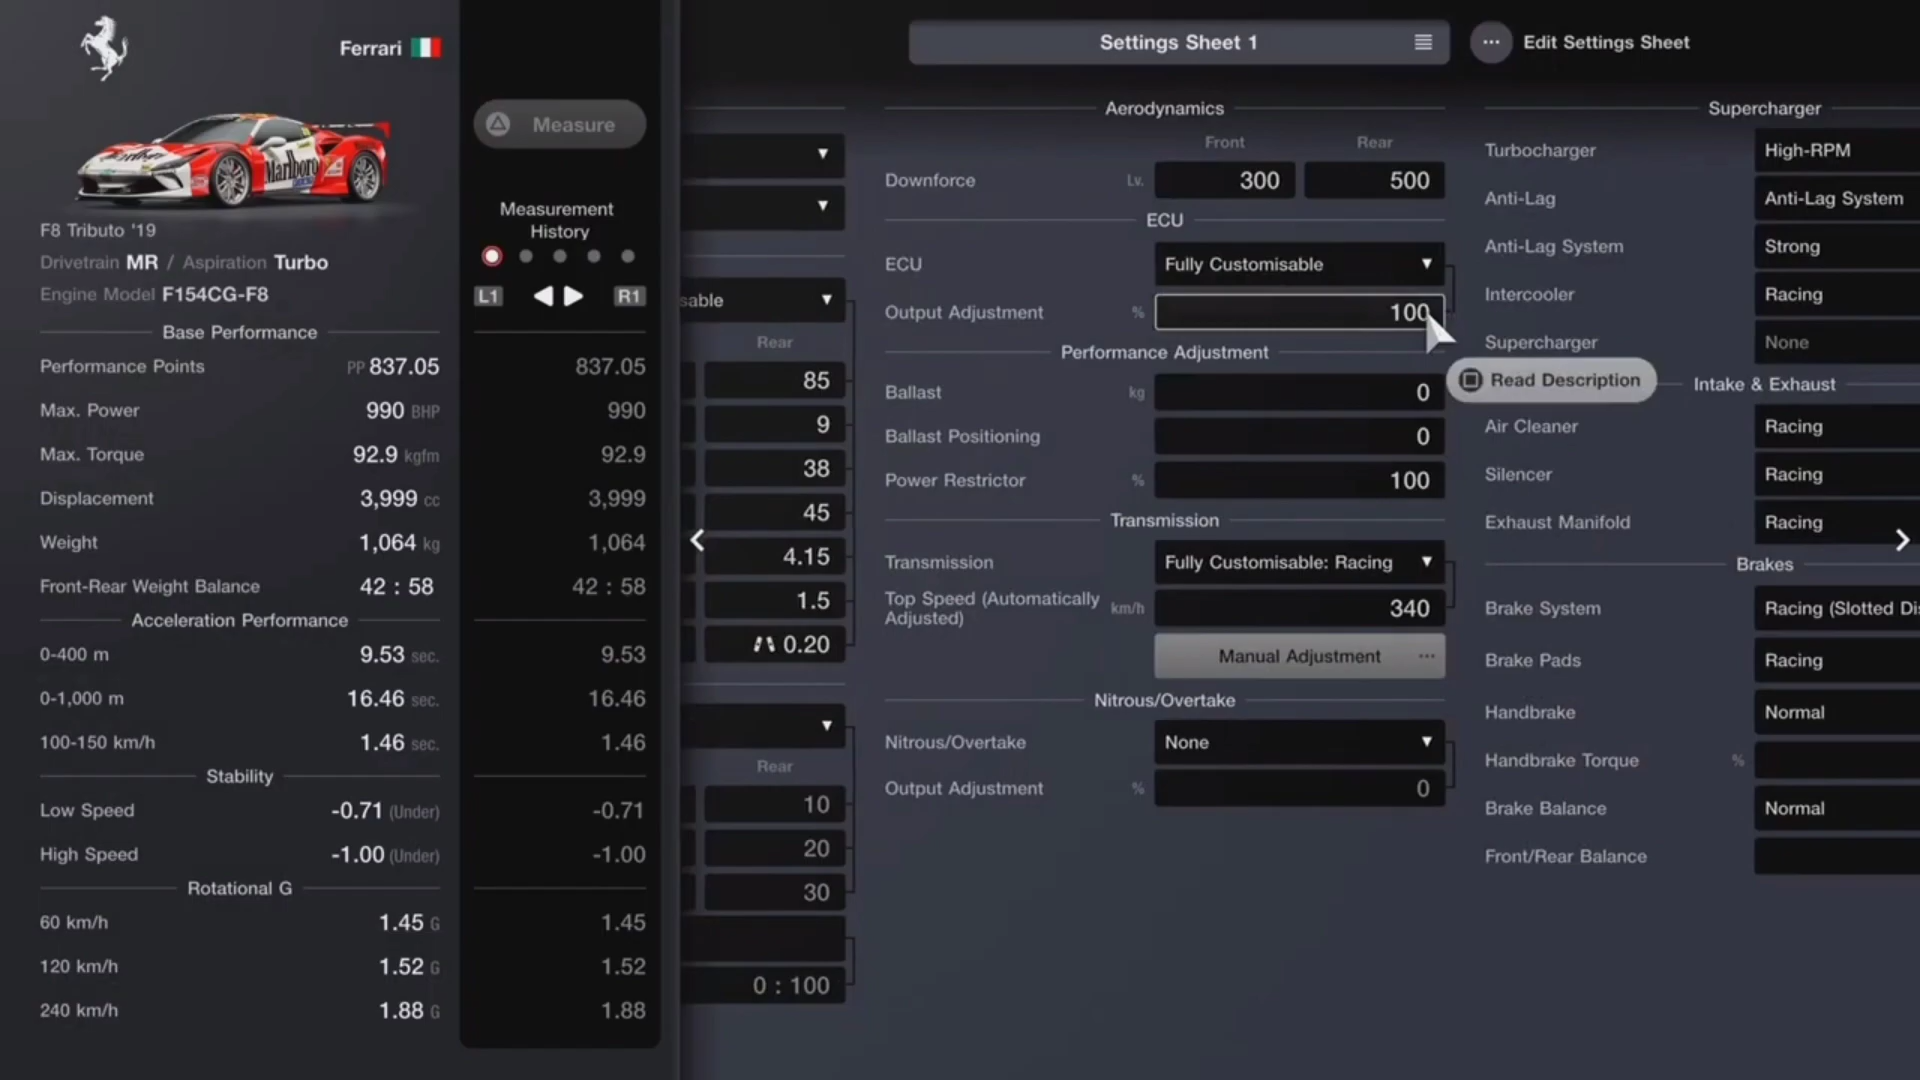 Ferrari
Marlboro
F8 Tributo '19
Drivetrain MR / Aspiration Turbo
Engine Model F154CG-F8
Base Performance
Performance Points PP 837.05
Max. Power 990 BHP
Max. Torque 92.9 kgfm
Displacement 3,999 cc
Weight 1,064 kg
Front-Rear Weight Balance 42 : 58
Acceleration Performance
0-400 m 9.53 sec.
0-1,000 m 16.46 sec.
100-150 km/h 1.46 sec.
Stability
Low Speed -0.71 (Under)
High Speed -1.00 (Under)
Rotational G
60 km/h 1.45 G
120 km/h 1.52 G
240 km/h 1.88 G
Measure
Measurement
History
L1 R1
837.05
990
92.9
3,999
1,064
42 : 58
9.53
16.46
1.46
-0.71
-1.00
1.45
1.52
1.88
sable
Rear
85
9
38
45
4.15
1.5
0.20
Rear
10
20
30
0 : 100
Settings Sheet 1
Edit Settings Sheet
Aerodynamics
Front Rear
Downforce Lv. 300 500
ECU
ECU Fully Customisable
Output Adjustment % 100
Performance Adjustment
Ballast kg 0
Ballast Positioning 0
Power Restrictor % 100
Transmission
Transmission Fully Customisable: Racing
Top Speed (Automatically
Adjusted) km/h 340
Manual Adjustment ...
Nitrous/Overtake
Nitrous/Overtake None
Output Adjustment % 0
Supercharger
Turbocharger High-RPM
Anti-Lag Anti-Lag System
Anti-Lag System Strong
Intercooler Racing
Supercharger None
Read Description
Intake & Exhaust
Air Cleaner Racing
Silencer Racing
Exhaust Manifold Racing
Brakes
Brake System Racing (Slotted Dis
Brake Pads Racing
Handbrake Normal
Handbrake Torque %
Brake Balance Normal
Front/Rear Balance